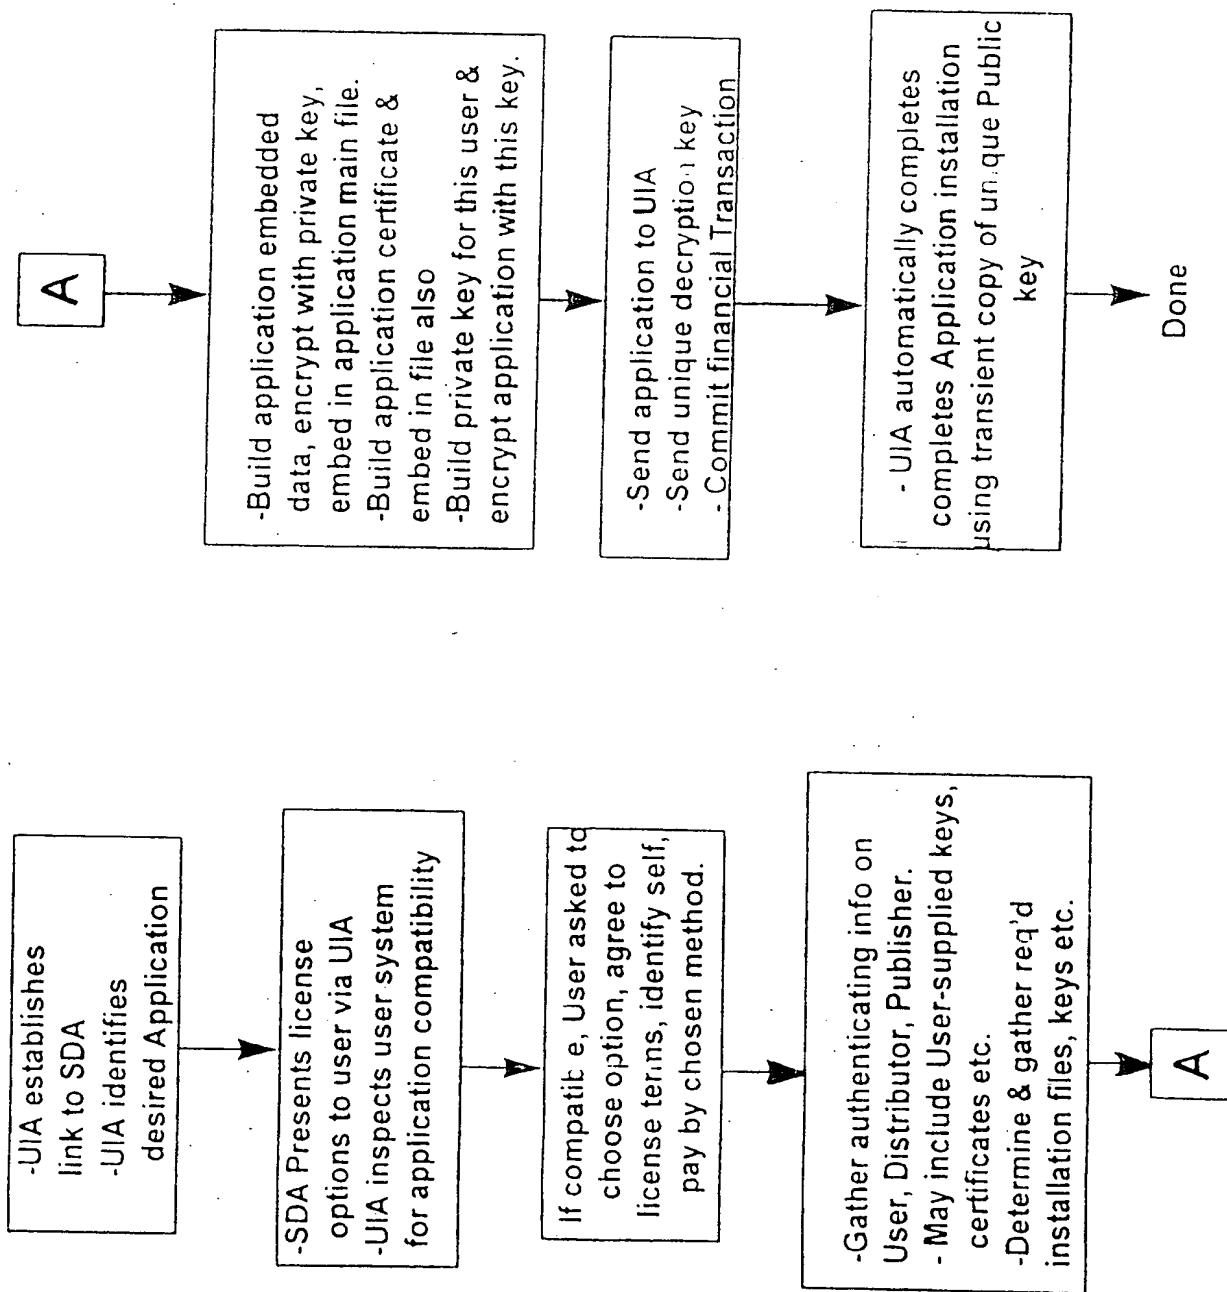 -UIA establishes
link to SDA
-UIA identifies
desired Application
-SDA Presents license
options to user via UIA
-UIA inspects user system
for application compatibility
If compatib e, User asked to
choose option, agree to
license terms, identify self,
pay by chosen method.
-Gather authenticating info on
User, Distributor, Publisher.
- May include User-supplied keys,
certificates etc.
-Determine & gather req'd
installation files, keys etc.
A
A
-Build application embedded
data, encrypt with private key,
embed in application main file.
-Build application certificate &
embed in file also
-Build private key for this user &
encrypt application with this key.
-Send application to UIA
-Send unique decryption key
- Commit financial Transaction
- UIA automatically completes
completes Application installation
using transient copy of unique Public
key
Done